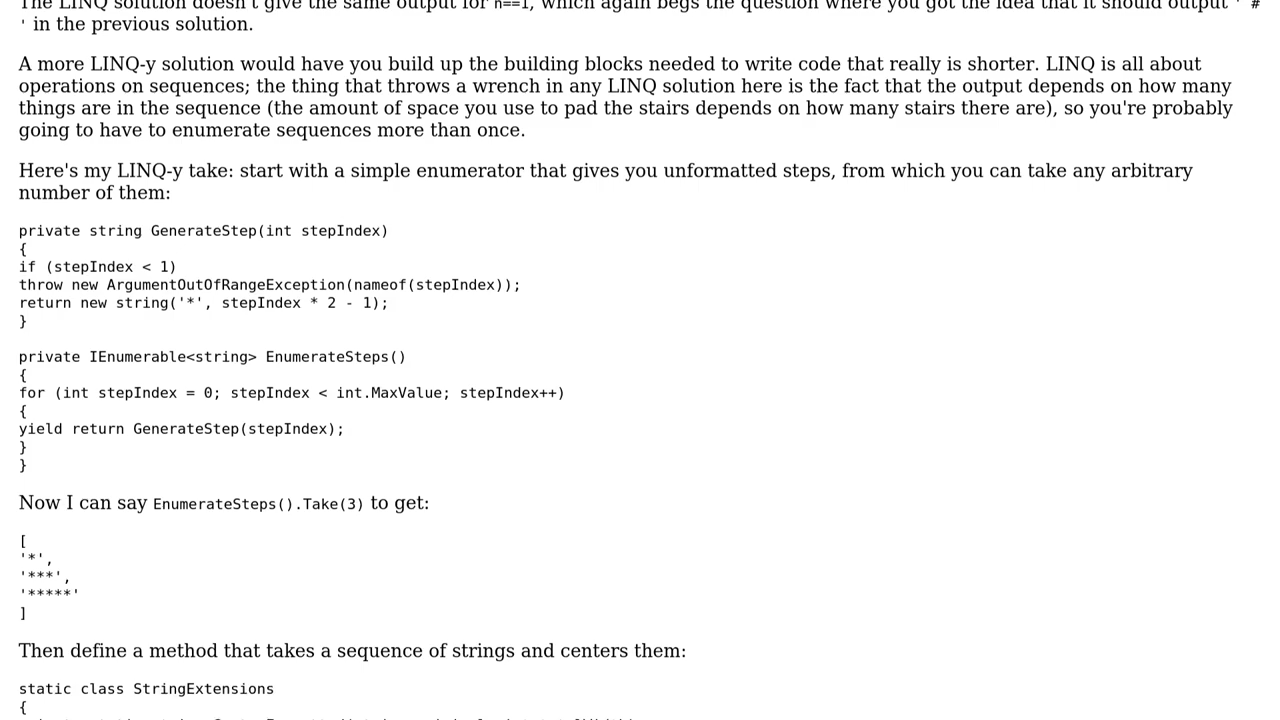 The LINQ solution doesn't give the same output for n==1, which again begs the question where you got the idea that it should output ' #
' in the previous solution.
A more LINQ-y solution would have you build up the building blocks needed to write code that really is shorter. LINQ is all about
operations on sequences; the thing that throws a wrench in any LINQ solution here is the fact that the output depends on how many
things are in the sequence (the amount of space you use to pad the stairs depends on how many stairs there are), so you're probably
going to have to enumerate sequences more than once.
Here's my LINQ-y take: start with a simple enumerator that gives you unformatted steps, from which you can take any arbitrary
number of them:
private string GenerateStep(int stepIndex)
{
if (stepIndex < 1)
throw new ArgumentOutOfRangeException(nameof(stepIndex));
return new string('*', stepIndex * 2 - 1);
}
private IEnumerable<string> EnumerateSteps()
{
for (int stepIndex = 0; stepIndex < int.MaxValue; stepIndex++)
{
yield return GenerateStep(stepIndex);
}
}
Now I can say EnumerateSteps().Take(3) to get:
[
'*',
'***',
'*****'
]
Then define a method that takes a sequence of strings and centers them:
static class StringExtensions
{